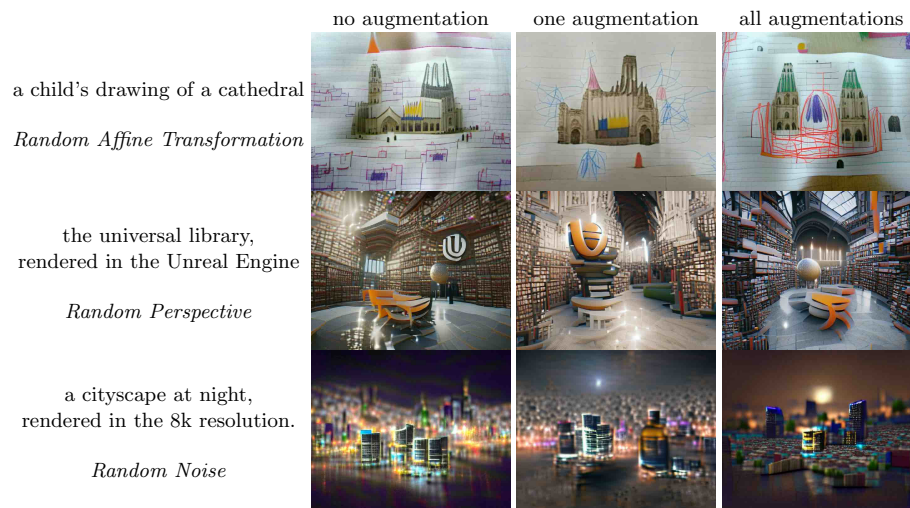 no augmentation one augmentation all augmentations
a child's drawing of a cathedral
Random Affine Transformation
the universal library,
rendered in the Unreal Engine
Random Perspective
a cityscape at night,
rendered in the 8k resolution.
Random Noise